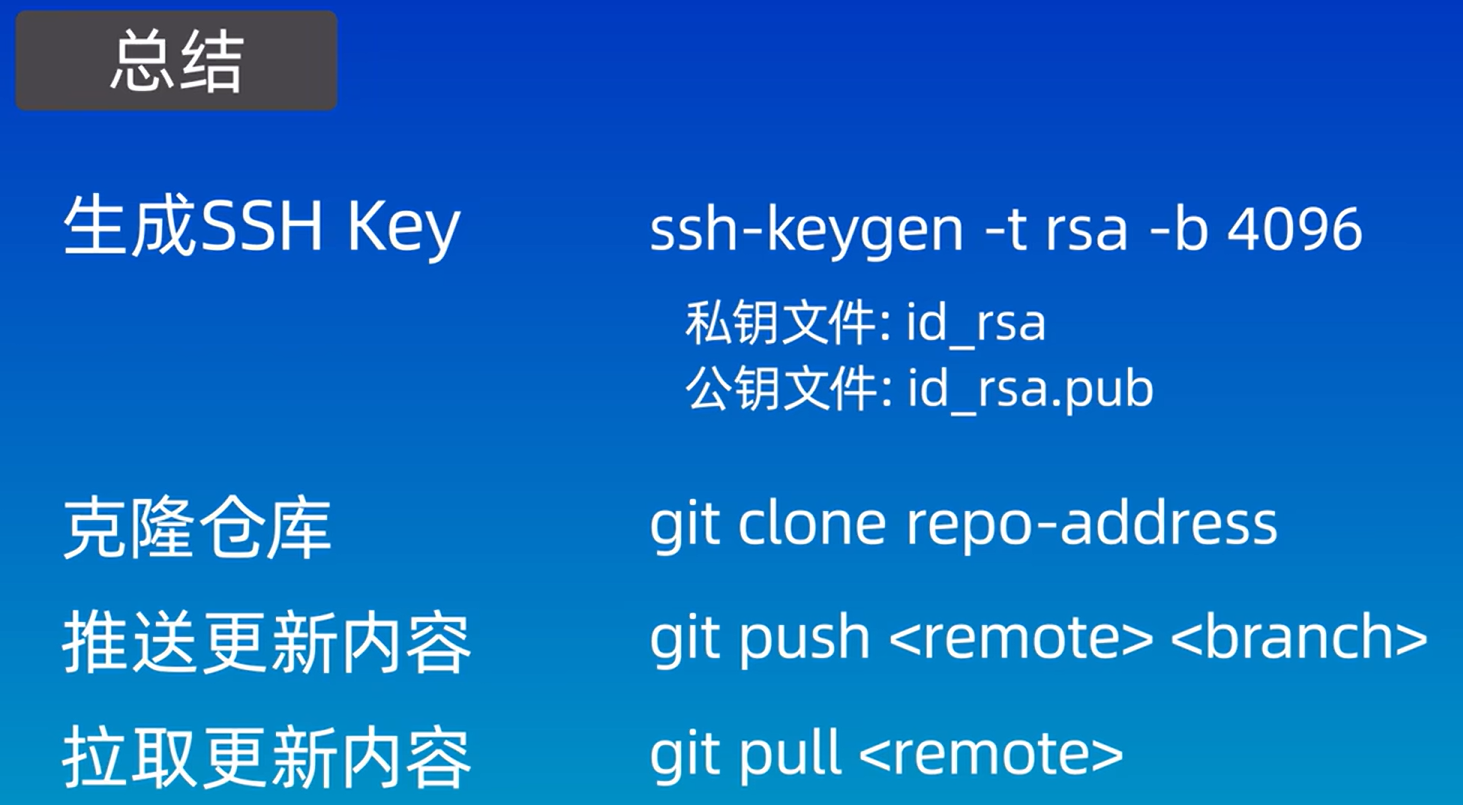 总结
生成SSH Key
ssh-keygen -t rsa -b 4096
私钥文件: id_rsa
公钥文件: id_rsa.pub
克隆仓库
git clone repo-address
推送更新内容
git push <remote> <branch>
拉取更新内容
git pull <remote>